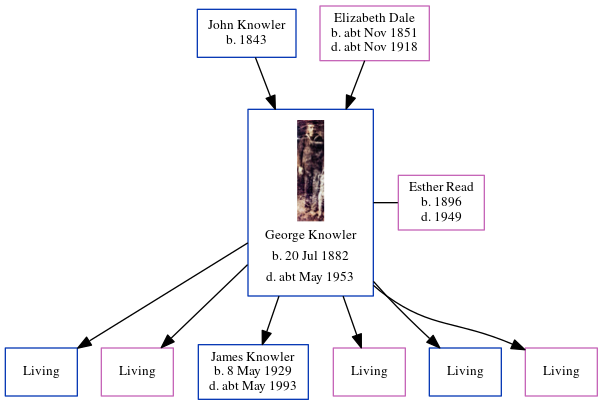 John Knowler
b. 1843
Elizabeth Dale
b. abt Nov 1851
d. abt Nov 1918
George Knowler
b. 20 Jul 1882
d. abt May 1953
Esther Read
b. 1896
d. 1949
Living
Living
James Knowler
b. 8 May 1929
d. abt May 1993
Living
Living
Living